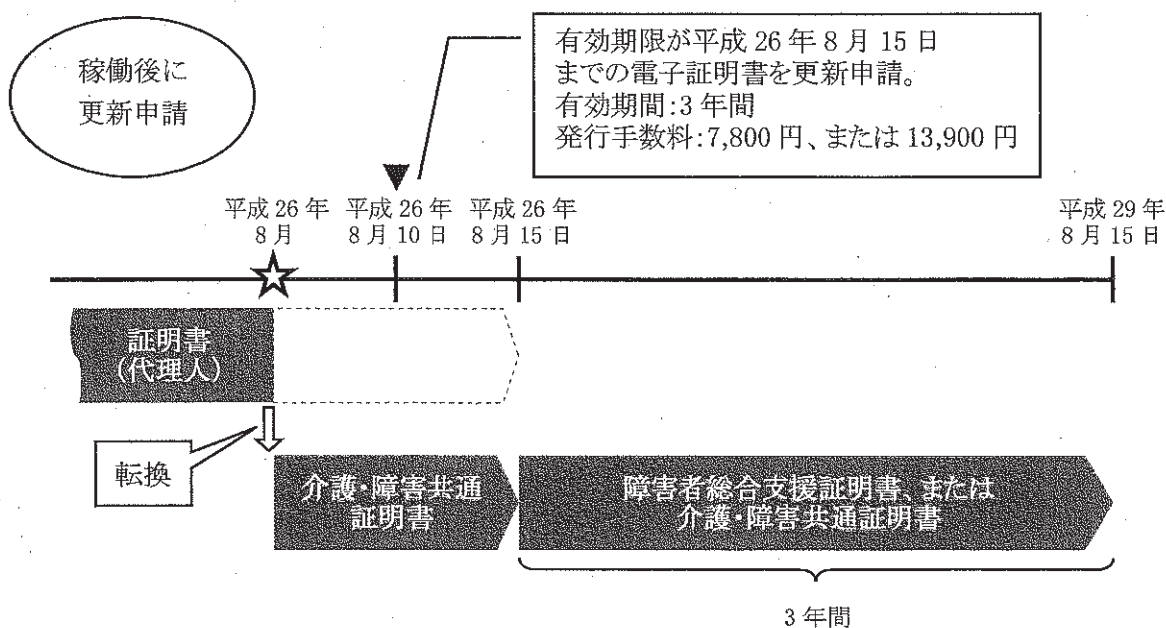 稼働後に
更新申請
有効期限が平成 26 年 8 月 15 日
までの電子証明書を更新申請。
有効期間:3 年間
発行手数料:7,800 円、または 13,900 円
平成 26 年
8 月
平成 26 年
8 月 10 日
平成 26 年
8 月 15 日
平成 29 年
8 月 15 日
証明書
(代理人)
転換
介護・障害共通
証明書
障害者総合支援証明書、または
介護・障害共通証明書
3 年間